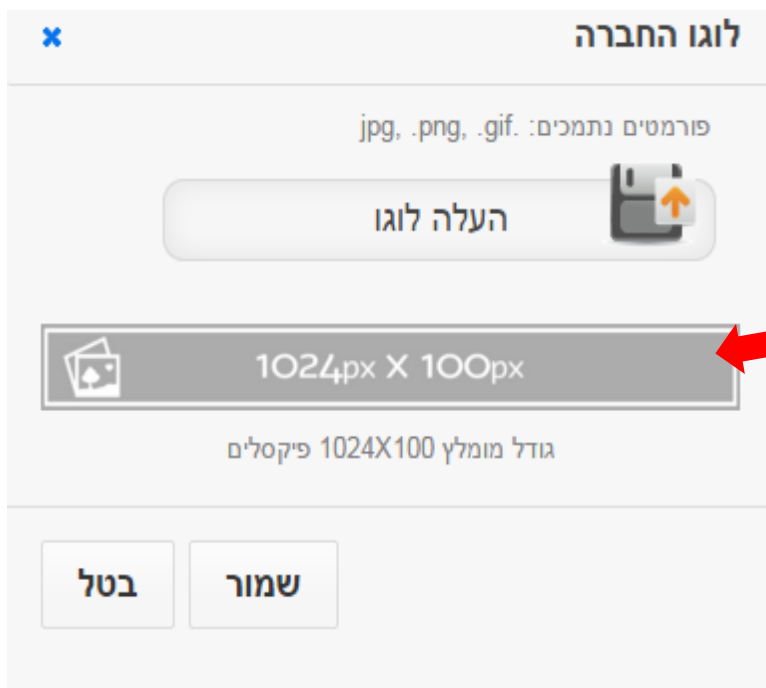 לוגו החברה
פורמטים נתמכים: .jpg, .png, .gif
העלה לוגו
1024px X 100px
גודל מומלץ 1024X100 פיקסלים
שמור
בטל